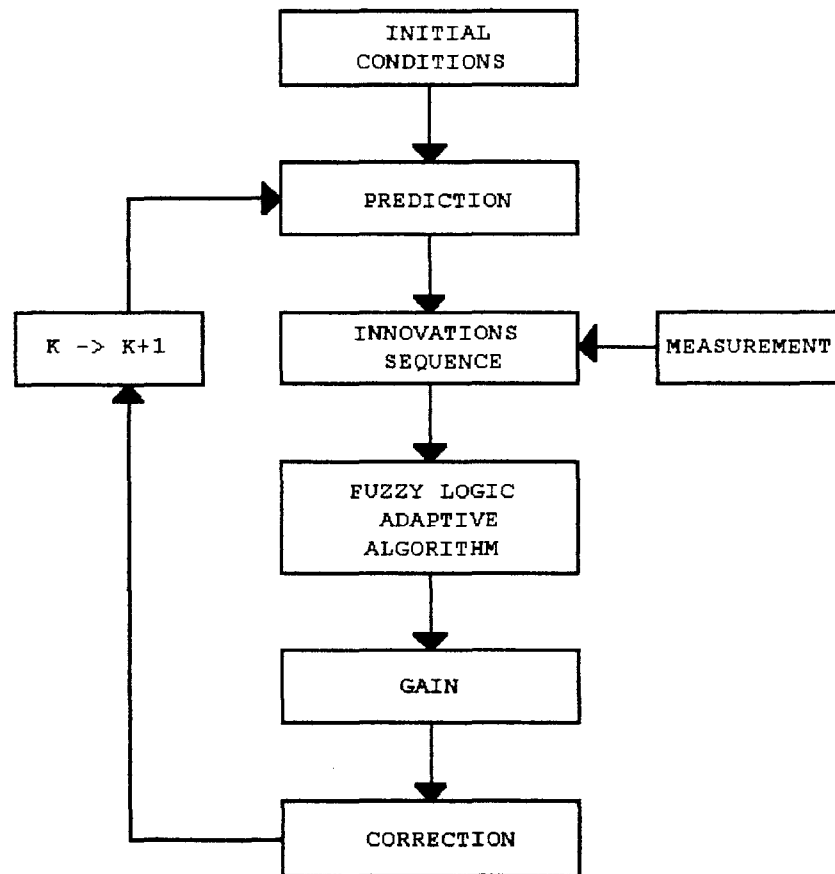 INITIAL
CONDITIONS
PREDICTION
K -> K+1
INNOVATIONS
SEQUENCE
MEASUREMENT
FUZZY LOGIC
ADAPTIVE
ALGORITHM
GAIN
CORRECTION